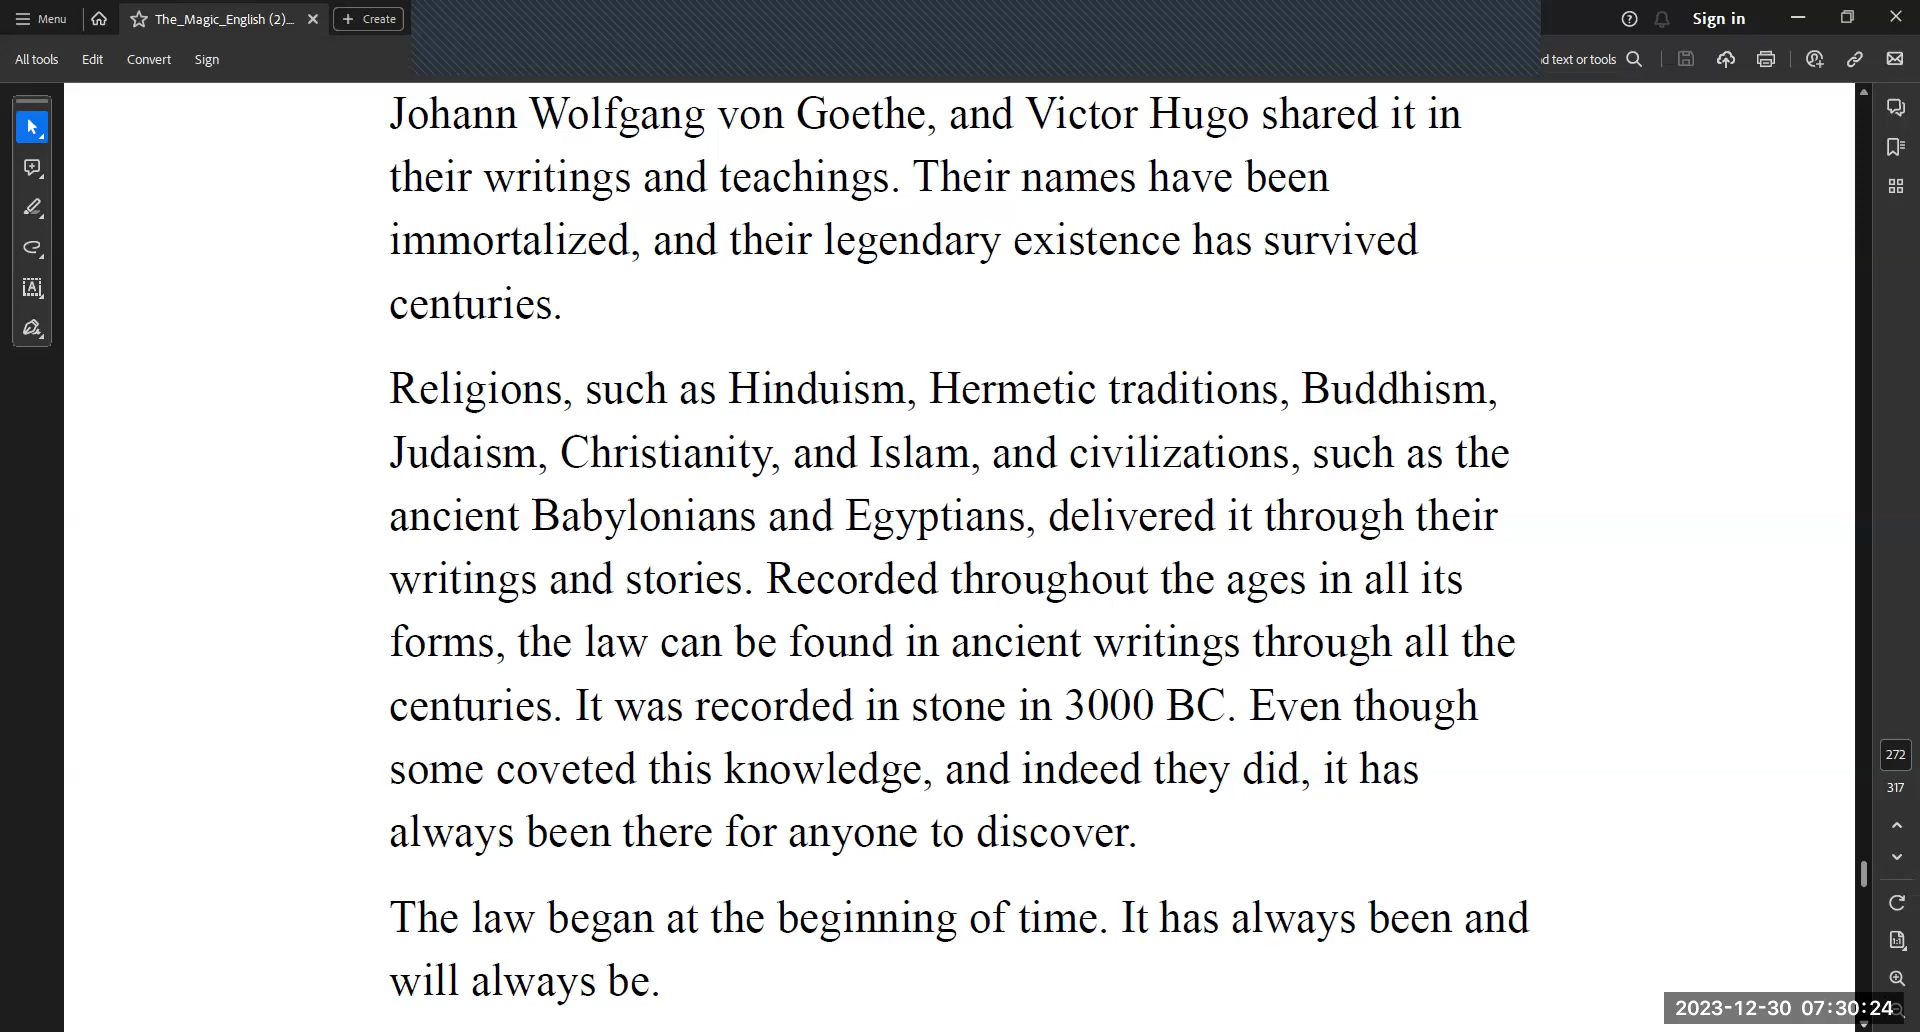 Menu
The_Magic_English (2)...
Create
Sign in
All tools
Edit
Convert
Sign
d text or tools
Johann Wolfgang von Goethe, and Victor Hugo shared it in
their writings and teachings. Their names have been
immortalized, and their legendary existence has survived
centuries.
Religions, such as Hinduism, Hermetic traditions, Buddhism,
Judaism, Christianity, and Islam, and civilizations, such as the
ancient Babylonians and Egyptians, delivered it through their
writings and stories. Recorded throughout the ages in all its
forms, the law can be found in ancient writings through all the
centuries. It was recorded in stone in 3000 BC. Even though
some coveted this knowledge, and indeed they did, it has
always been there for anyone to discover.
The law began at the beginning of time. It has always been and
will always be.
272
317
2023-12-30 07:30:24